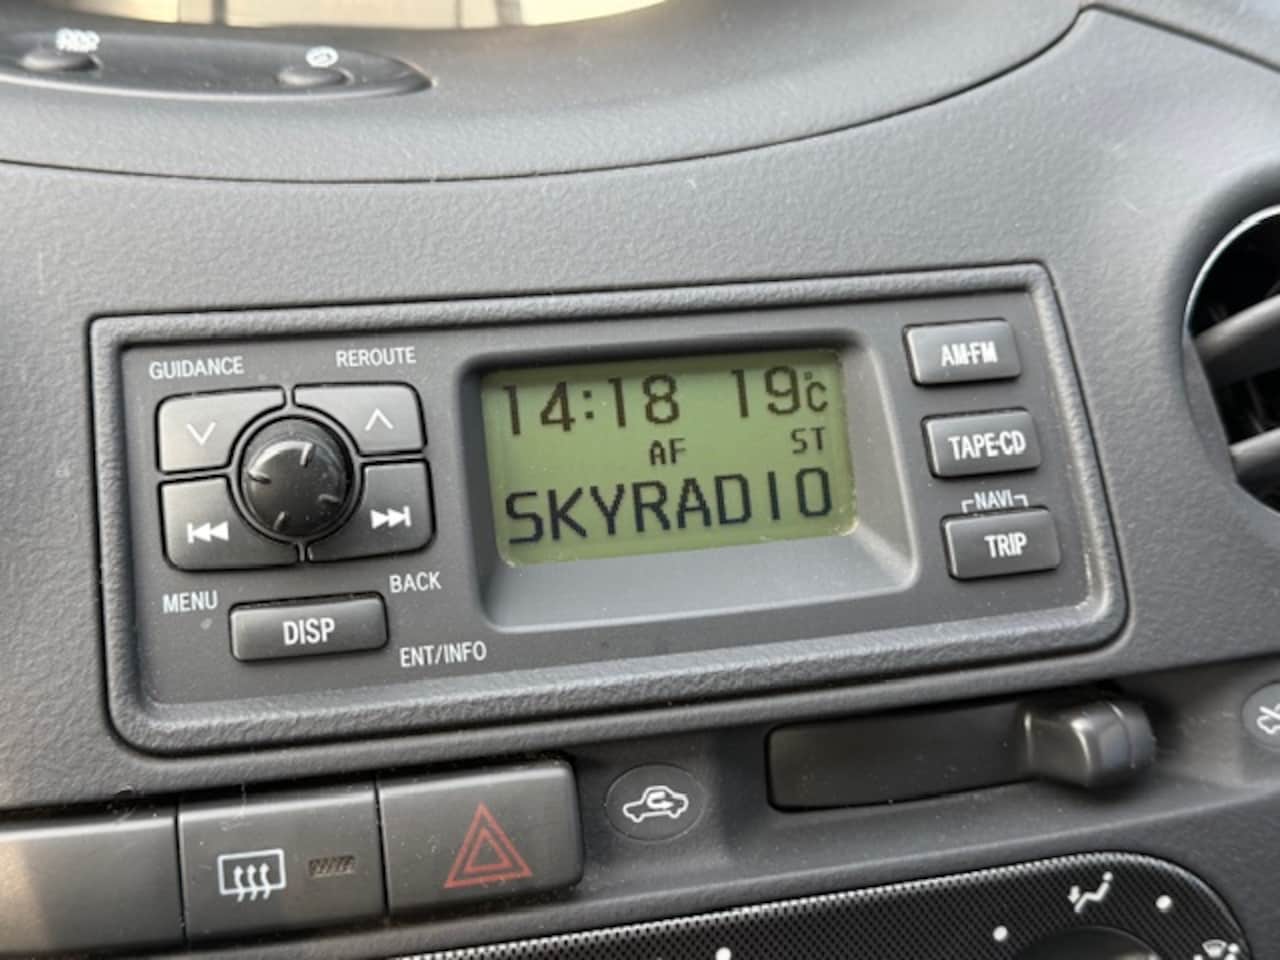 GUIDANCE
REROUTE
14:18 19°C
AF ST
SKYRADIO
AM·FM
TAPE·CD
NAVI
TRIP
MENU
BACK
DISP
ENT/INFO